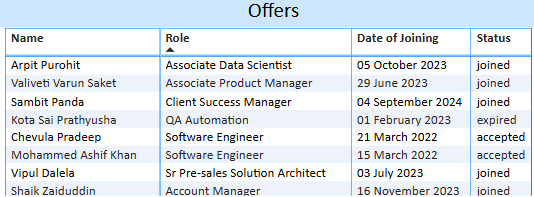 Offers
Name Role Date of Joining Status
Arpit Purohit Associate Data Scientist 05 October 2023 joined
Valiveti Varun Saket Associate Product Manager 29 June 2023 joined
Sambit Panda Client Success Manager 04 September 2024 joined
Kota Sai Prathyusha QA Automation 01 February 2023 expired
Chevula Pradeep Software Engineer 21 March 2022 accepted
Mohammed Ashif Khan Software Engineer 15 March 2022 accepted
Vipul Dalela Sr Pre-sales Solution Architect 03 July 2023 joined
Shaik Zaiduddin Account Manager 16 November 2023 joined